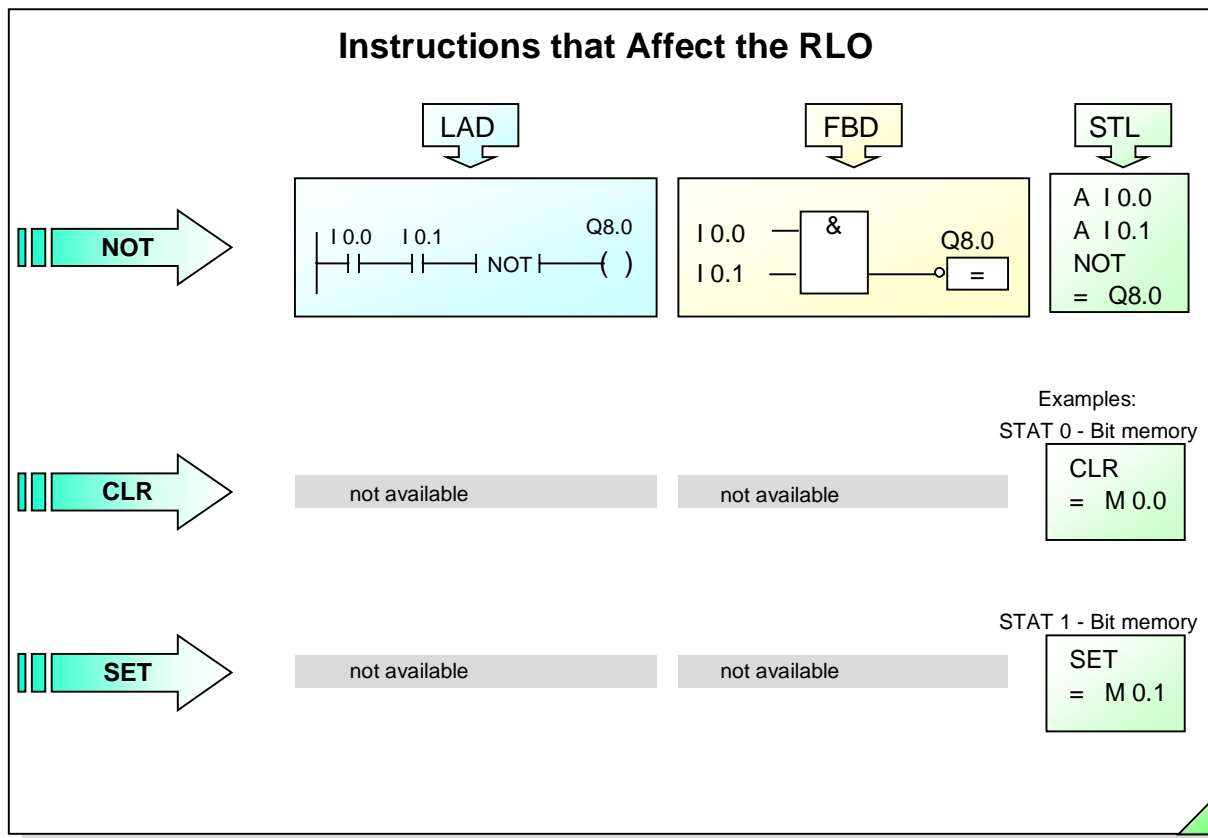 Instructions that Affect the RLO
LAD
FBD
STL
NOT
I 0.0 I 0.1 Q8.0
NOT ( )
I 0.0
I 0.1
&
Q8.0
=
A I 0.0
A I 0.1
NOT
= Q8.0
Examples:
STAT 0 - Bit memory
CLR
not available
not available
CLR
= M 0.0
STAT 1 - Bit memory
SET
not available
not available
SET
= M 0.1